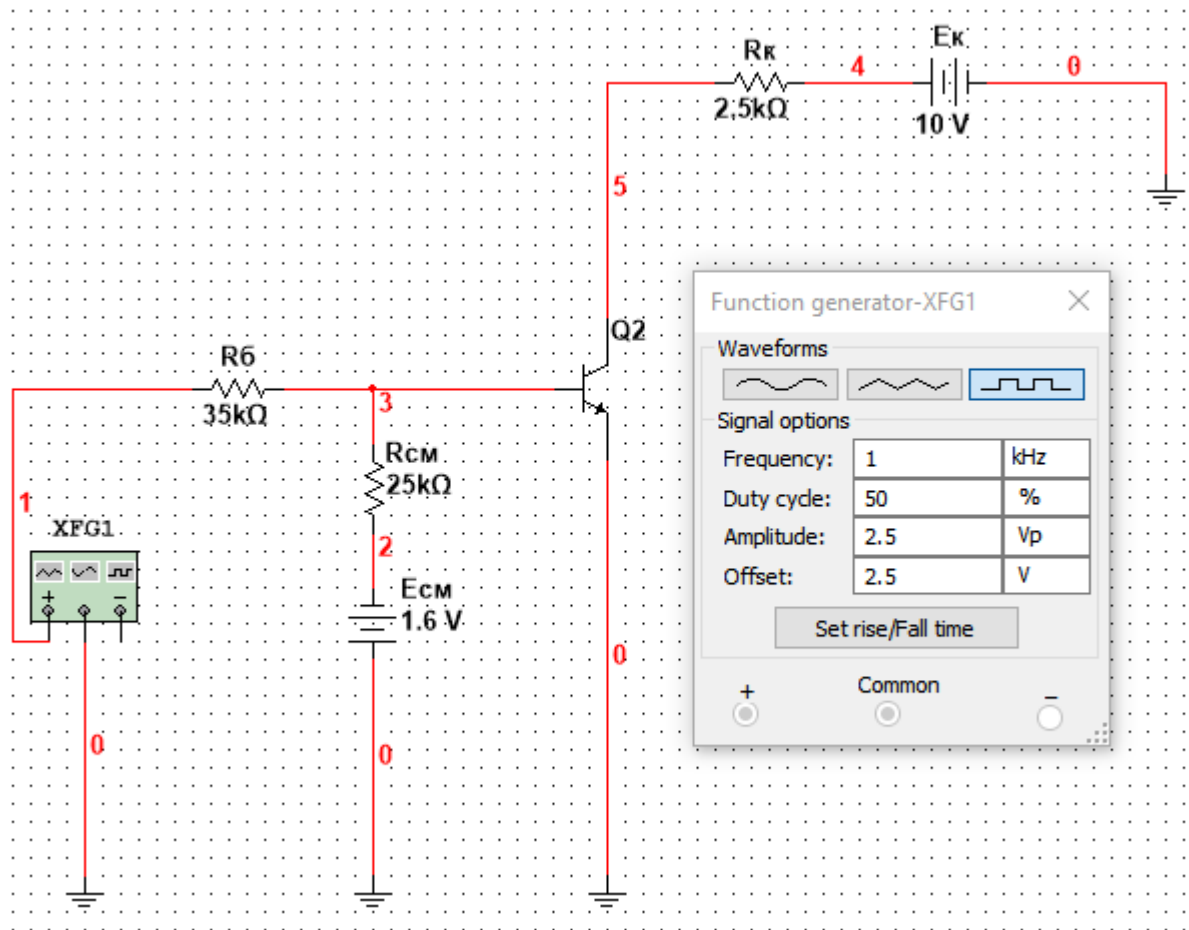 Rк
2,5kΩ
4
Eк
10 V
0
5
Q2
Rб
35kΩ
3
Rсм
25kΩ
2
Eсм
1.6 V
1
XFG1
+
−
0
0
0
Function generator-XFG1
Waveforms
Signal options
Frequency: 1 kHz
Duty cycle: 50 %
Amplitude: 2.5 Vp
Offset: 2.5 V
Set rise/Fall time
+ Common −